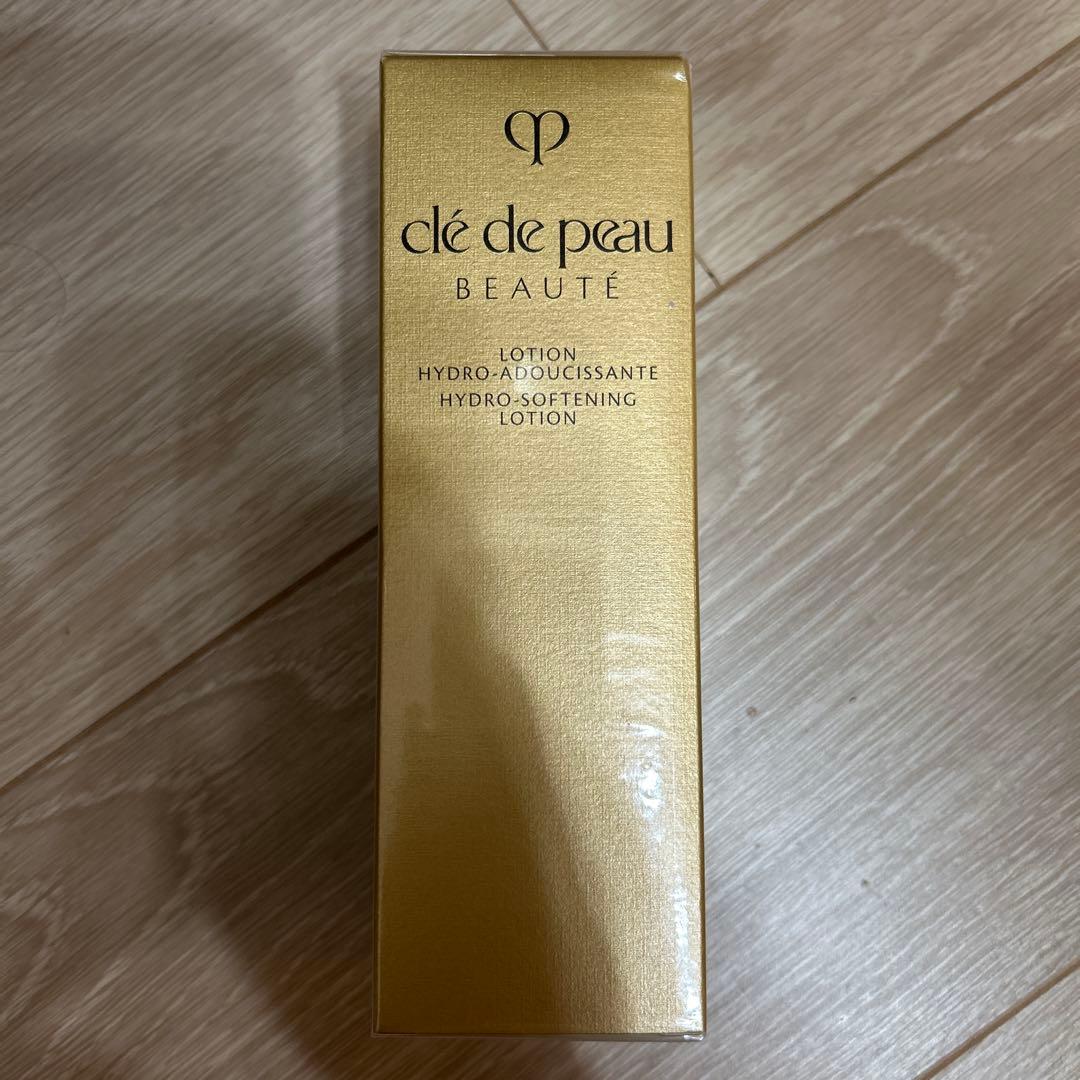 clé de peau
BEAUTÉ
LOTION
HYDRO-ADOUCISSANTE
HYDRO-SOFTENING
LOTION